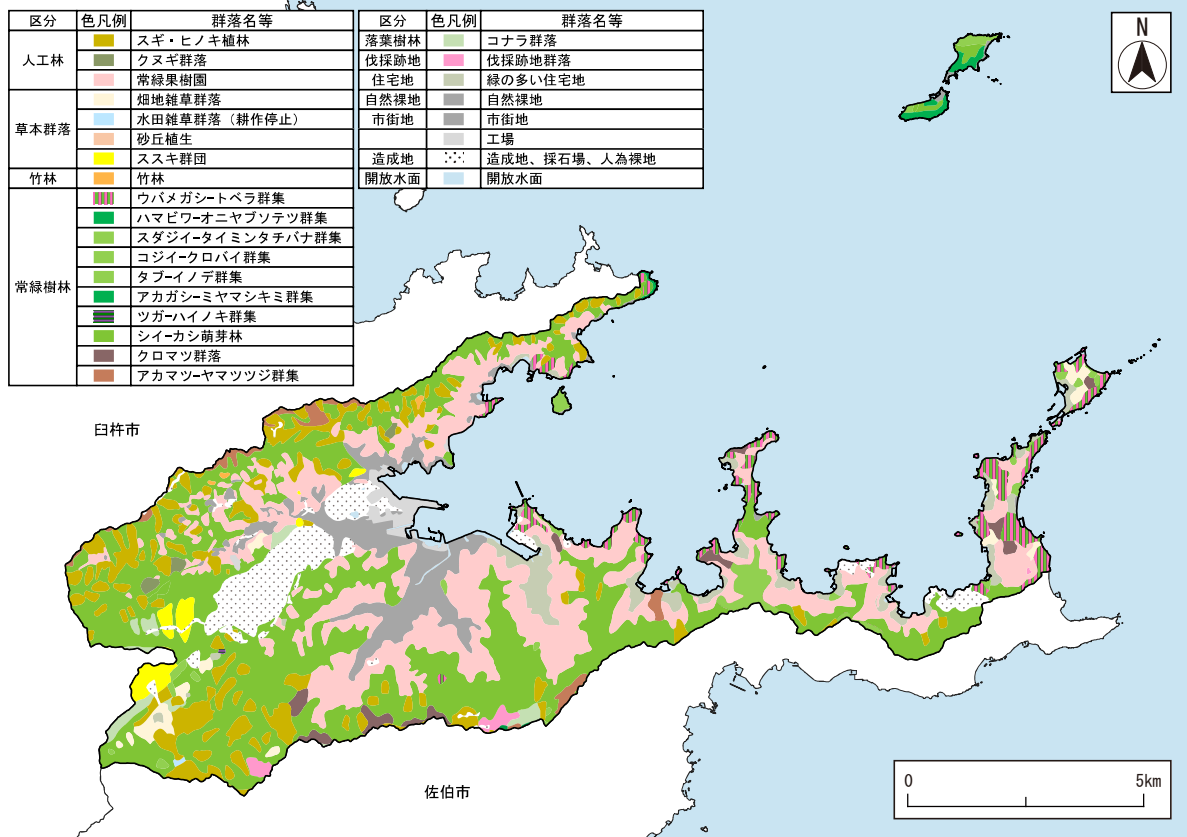 区分 色凡例 群落名等
人工林 スギ・ヒノキ植林
クヌギ群落
常緑果樹園
草本群落 畑地雑草群落
水田雑草群落（耕作停止）
砂丘植生
ススキ群団
竹林 竹林
常緑樹林 ウバメガシ-トベラ群集
ハマビワ-オニヤブソテツ群集
スダジイ-タイミンタチバナ群集
コジイ-クロバイ群集
タブ-イノデ群集
アカガシ-ミヤマシキミ群集
ツガ-ハイノキ群集
シイ-カシ萌芽林
クロマツ群落
アカマツ-ヤマツツジ群集
区分 色凡例 群落名等
落葉樹林 コナラ群落
伐採跡地 伐採跡地群落
住宅地 緑の多い住宅地
自然裸地 自然裸地
市街地 市街地
工場
造成地 造成地、採石場、人為裸地
開放水面 開放水面
N
臼杵市
佐伯市
0 5km